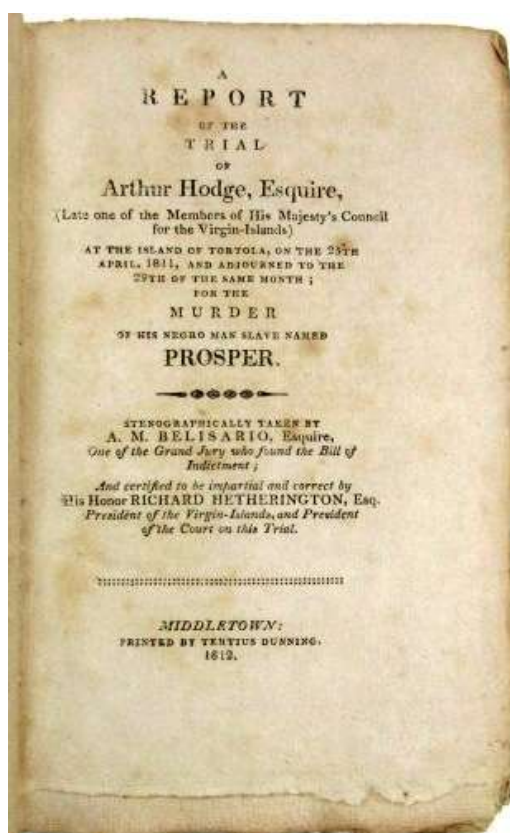 A
REPORT
OF THE
TRIAL
OF
Arthur Hodge, Esquire,
(Late one of the Members of His Majesty's Council
for the Virgin-Islands)
AT THE ISLAND OF TORTOLA, ON THE 25TH
APRIL, 1811, AND ADJOURNED TO THE
29TH OF THE SAME MONTH;
FOR THE
MURDER
OF HIS NEGRO MAN SLAVE NAMED
PROSPER.
STENOGRAPHICALLY TAKEN BY
A. M. BELISARIO, Esquire,
One of the Grand Jury who found the Bill of
Indictment;
And certified to be impartial and correct by
His Honor RICHARD HETHERINGTON, Esq.
President of the Virgin-Islands, and President
of the Court on this Trial.
MIDDLETOWN:
PRINTED BY TERTIUS DUNNING.
1812.